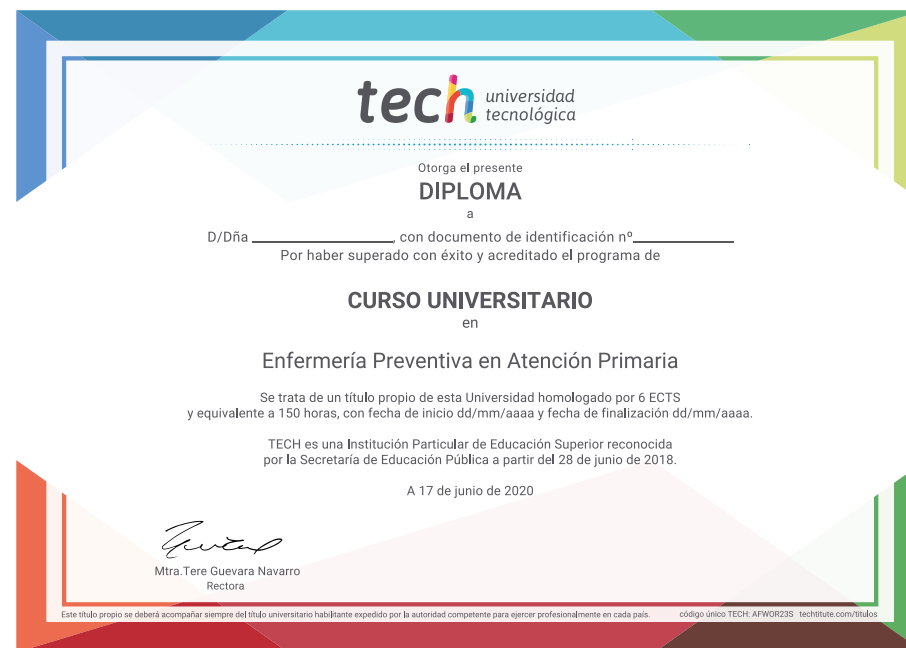 tech universidad
tecnológica
Otorga el presente
DIPLOMA
a
D/Dña ____________________, con documento de identificación nº______________
Por haber superado con éxito y acreditado el programa de
CURSO UNIVERSITARIO
en
Enfermería Preventiva en Atención Primaria
Se trata de un título propio de esta Universidad homologado por 6 ECTS
y equivalente a 150 horas, con fecha de inicio dd/mm/aaaa y fecha de finalización dd/mm/aaaa.
TECH es una Institución Particular de Educación Superior reconocida
por la Secretaría de Educación Pública a partir del 28 de junio de 2018.
A 17 de junio de 2020
Mtra.Tere Guevara Navarro
Rectora
Este título propio se deberá acompañar siempre del título universitario habilitante expedido por la autoridad competente para ejercer profesionalmente en cada país. código único TECH: AFWOR23S techtitute.com/titulos